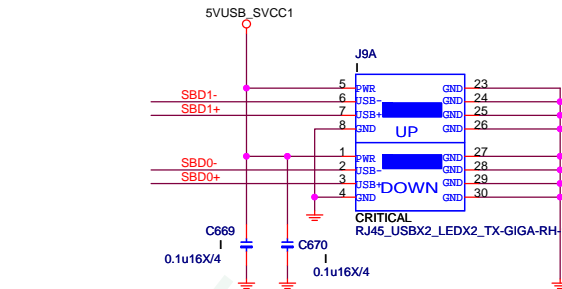 5VUSB_SVCC1
J9A
I
5 PWR GND 23
SBD1- 6 USB- GND 24
SBD1+ 7 USB+ GND 25
8 GND GND 26
UP
1 PWR GND 27
SBD0- 2 USB- GND 28
SBD0+ 3 USB+ GND 29
DOWN
4 GND GND 30
CRITICAL
RJ45_USBX2_LEDX2_TX-GIGA-RH-
C669
I
0.1u16X/4
C670
I
0.1u16X/4